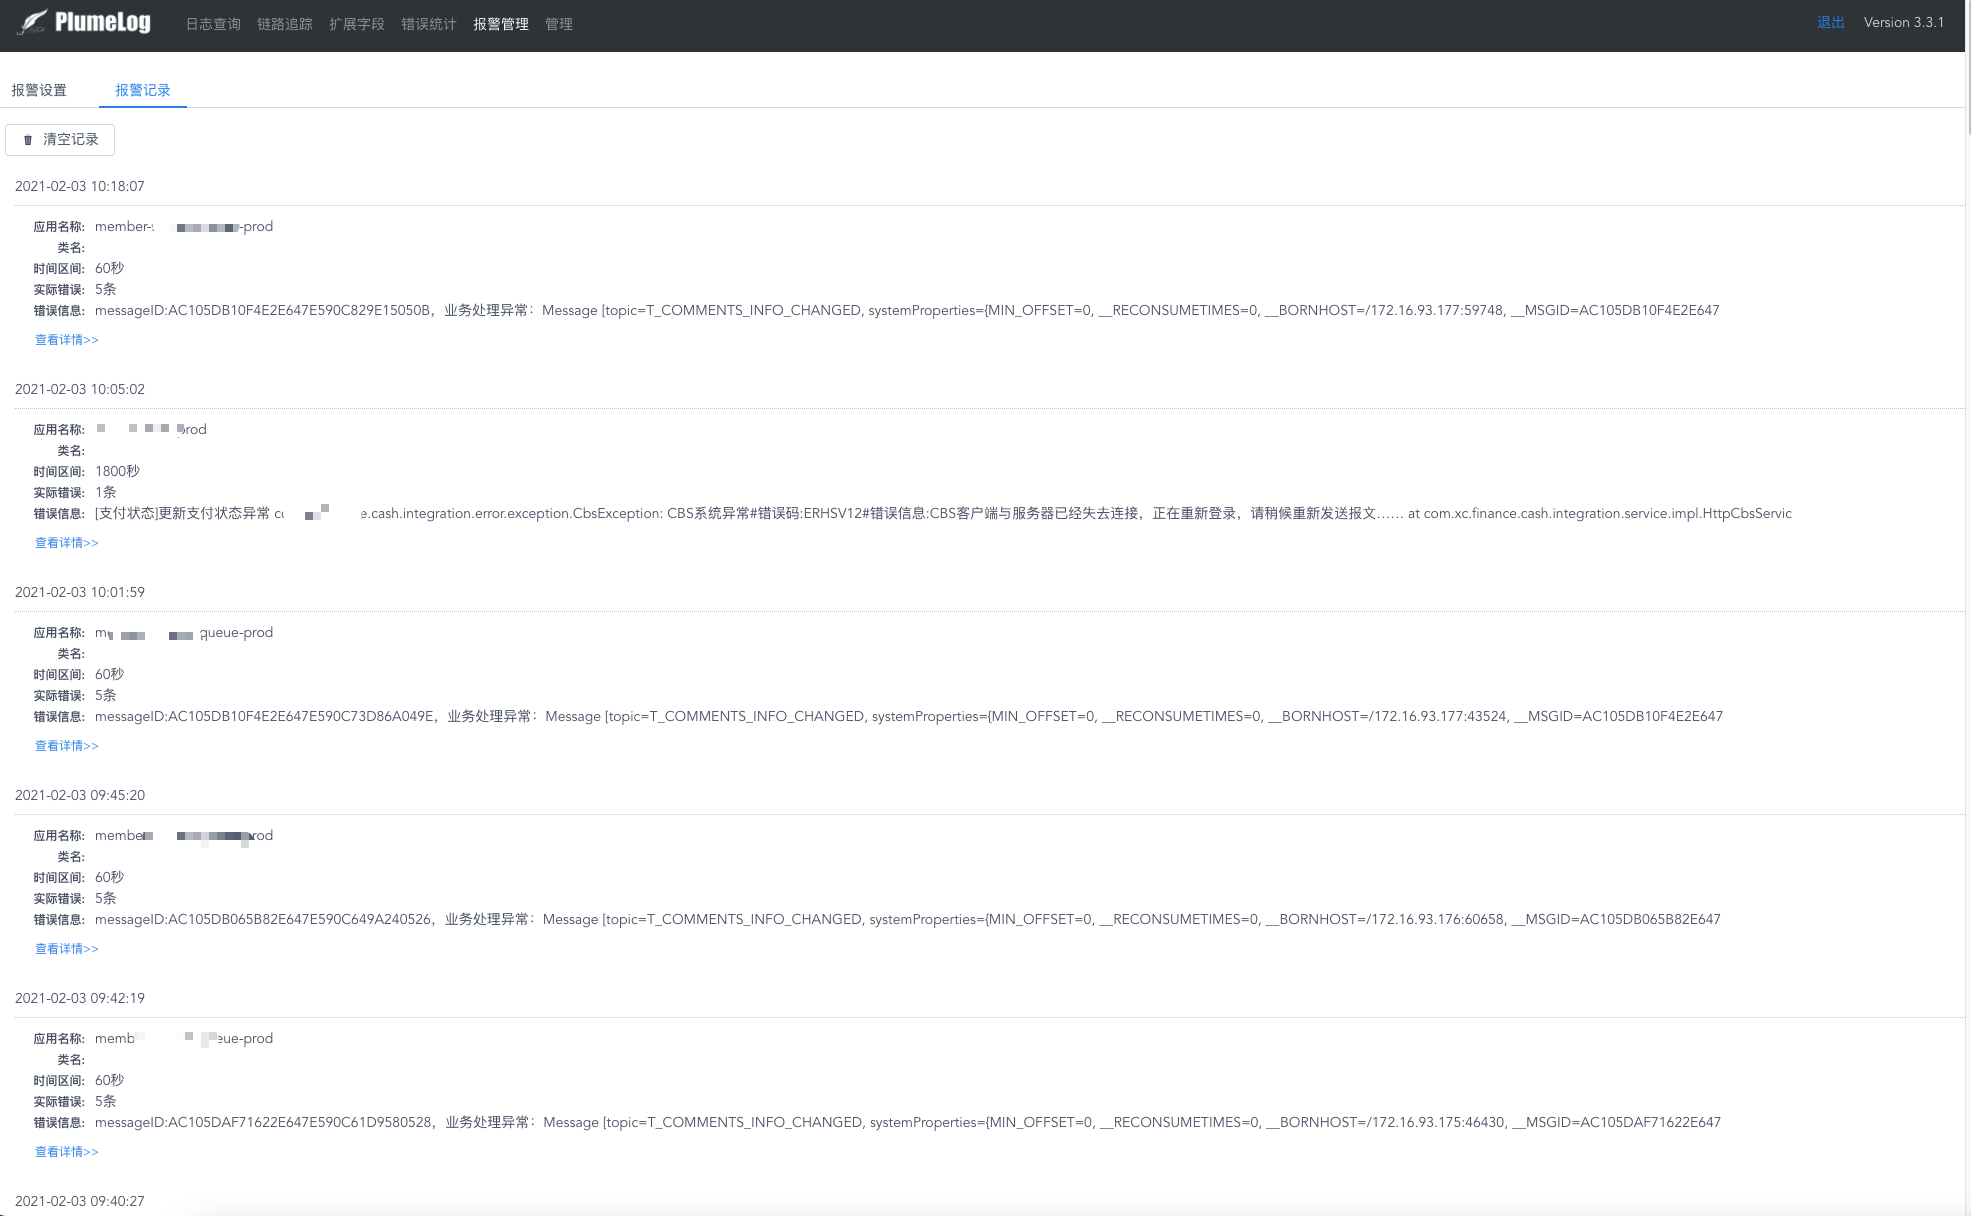 PlumeLog 日志查询 链路追踪 扩展字段 错误统计 报警管理 管理 退出 Version 3.3.1
报警设置 报警记录
清空记录
2021-02-03 10:18:07
应用名称: member- -prod
类名:
时间区间: 60秒
实际错误: 5条
错误信息: messageID:AC105DB10F4E2E647E590C829E15050B，业务处理异常：Message [topic=T_COMMENTS_INFO_CHANGED, systemProperties={MIN_OFFSET=0, __RECONSUMETIMES=0, __BORNHOST=/172.16.93.177:59748, __MSGID=AC105DB10F4E2E647
查看详情>>
2021-02-03 10:05:02
应用名称: prod
类名:
时间区间: 1800秒
实际错误: 1条
错误信息: [支付状态]更新支付状态异常 e.cash.integration.error.exception.CbsException: CBS系统异常#错误码:ERHSV12#错误信息:CBS客户端与服务器已经失去连接，正在重新登录，请稍候重新发送报文…… at com.xc.finance.cash.integration.service.impl.HttpCbsServic
查看详情>>
2021-02-03 10:01:59
应用名称: queue-prod
类名:
时间区间: 60秒
实际错误: 5条
错误信息: messageID:AC105DB10F4E2E647E590C73D86A049E，业务处理异常：Message [topic=T_COMMENTS_INFO_CHANGED, systemProperties={MIN_OFFSET=0, __RECONSUMETIMES=0, __BORNHOST=/172.16.93.177:43524, __MSGID=AC105DB10F4E2E647
查看详情>>
2021-02-03 09:45:20
应用名称: membe rod
类名:
时间区间: 60秒
实际错误: 5条
错误信息: messageID:AC105DB065B82E647E590C649A240526，业务处理异常：Message [topic=T_COMMENTS_INFO_CHANGED, systemProperties={MIN_OFFSET=0, __RECONSUMETIMES=0, __BORNHOST=/172.16.93.176:60658, __MSGID=AC105DB065B82E647
查看详情>>
2021-02-03 09:42:19
应用名称: memb eue-prod
类名:
时间区间: 60秒
实际错误: 5条
错误信息: messageID:AC105DAF71622E647E590C61D9580528，业务处理异常：Message [topic=T_COMMENTS_INFO_CHANGED, systemProperties={MIN_OFFSET=0, __RECONSUMETIMES=0, __BORNHOST=/172.16.93.175:46430, __MSGID=AC105DAF71622E647
查看详情>>
2021-02-03 09:40:27